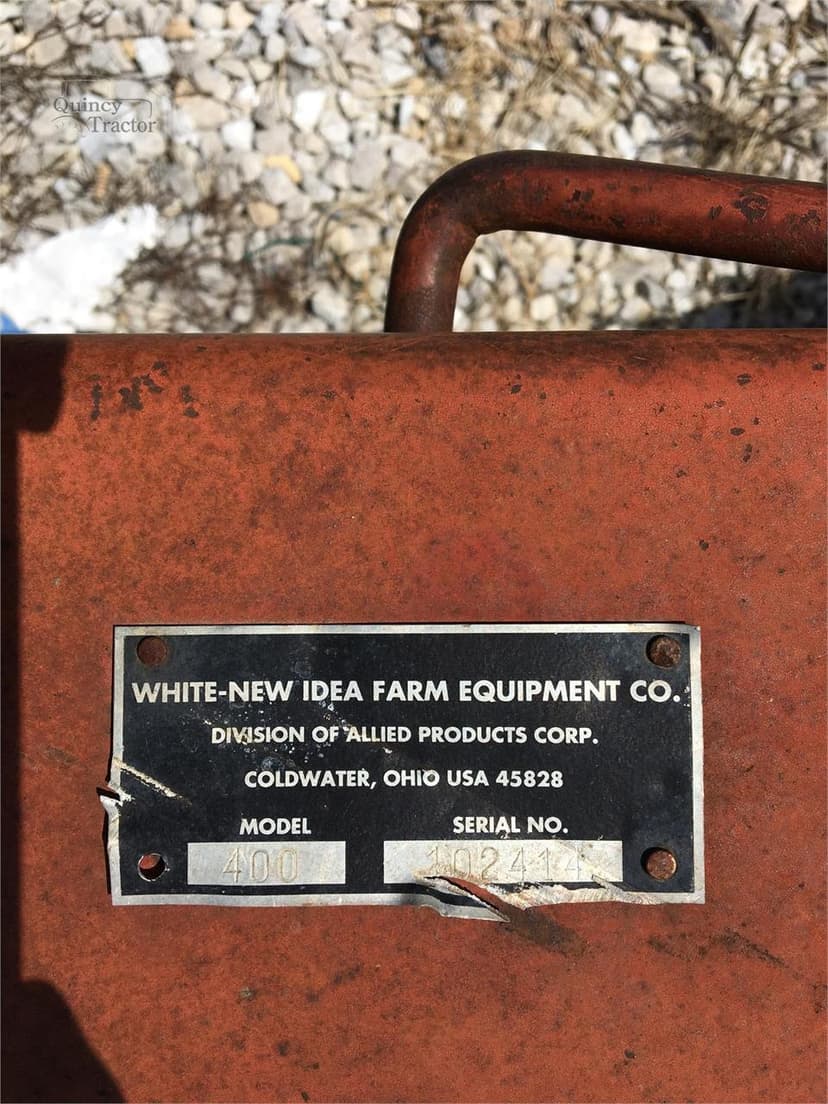 Quincy
Tractor
WHITE-NEW IDEA FARM EQUIPMENT CO.
DIVISION OF ALLIED PRODUCTS CORP.
COLDWATER, OHIO USA 45828
MODEL SERIAL NO.
400 102414